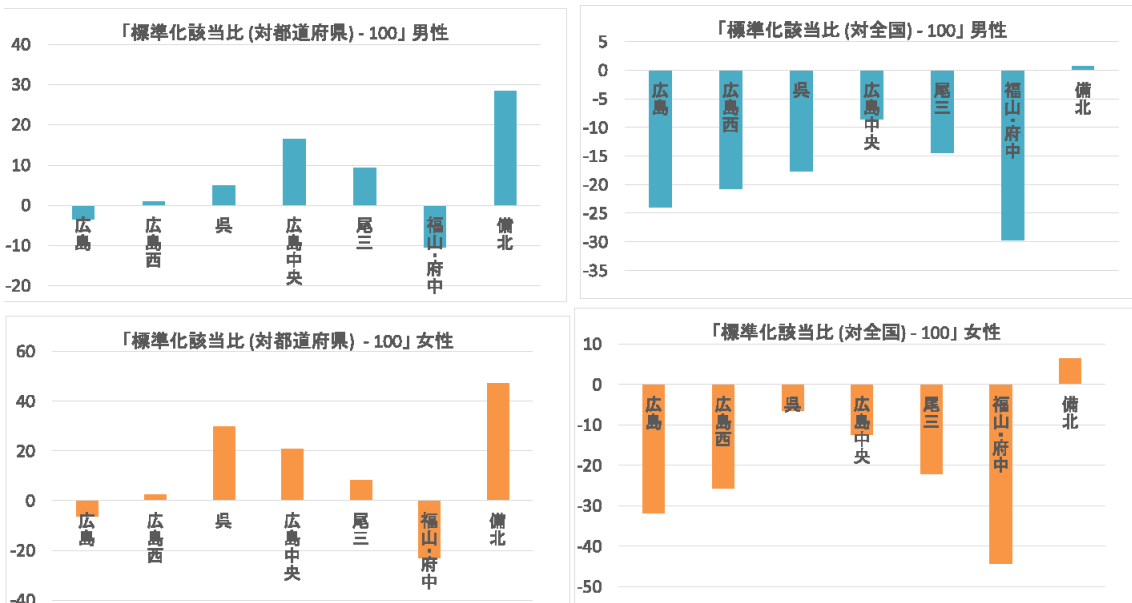 「標準化該当比 (対都道府県) - 100」 男性
40
30
20
10
0
-10
-20
広島
広島西
呉
広島中央
尾三
福山・府中
備北
「標準化該当比 (対全国) - 100」 男性
5
0
-5
-10
-15
-20
-25
-30
-35
広島
広島西
呉
広島中央
尾三
福山・府中
備北
「標準化該当比 (対都道府県) - 100」 女性
60
40
20
0
-20
-40
広島
広島西
呉
広島中央
尾三
福山・府中
備北
「標準化該当比 (対全国) - 100」 女性
10
0
-10
-20
-30
-40
-50
広島
広島西
呉
広島中央
尾三
福山・府中
備北